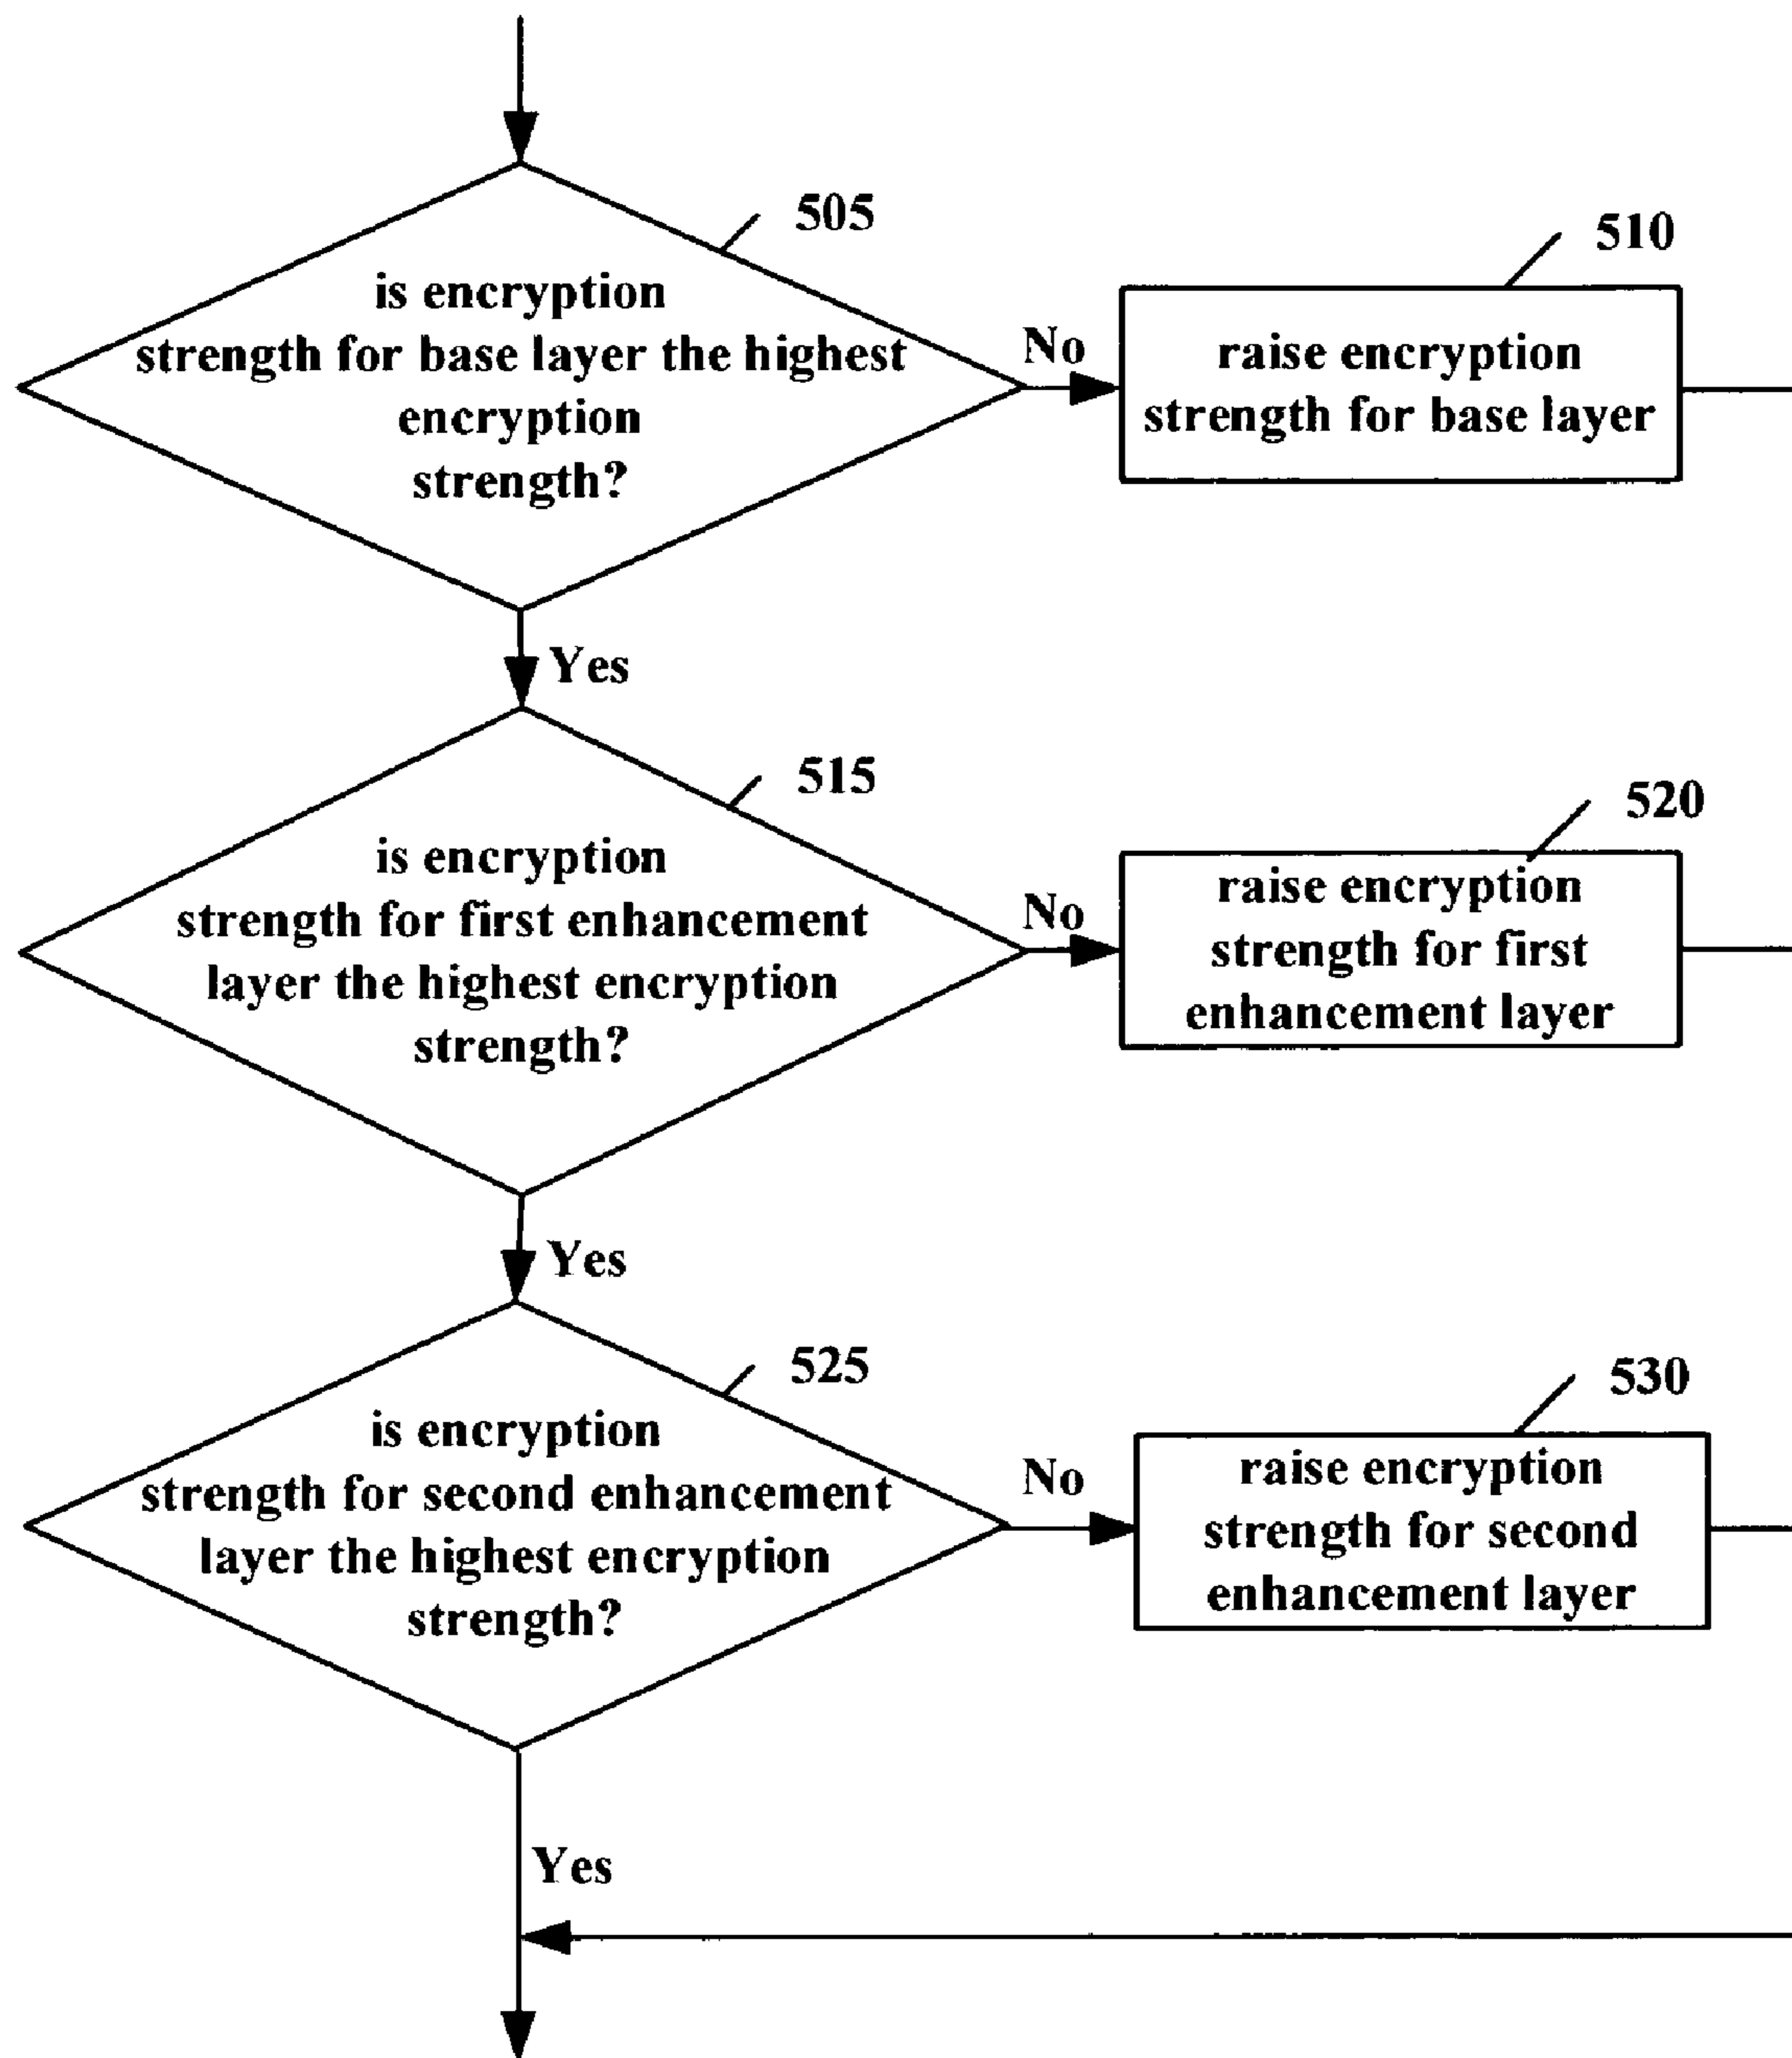 505
is encryption
strength for base layer the highest
encryption
strength?
No
510
raise encryption
strength for base layer
Yes
515
is encryption
strength for first enhancement
layer the highest encryption
strength?
No
520
raise encryption
strength for first
enhancement layer
Yes
525
is encryption
strength for second enhancement
layer the highest encryption
strength?
No
530
raise encryption
strength for second
enhancement layer
Yes